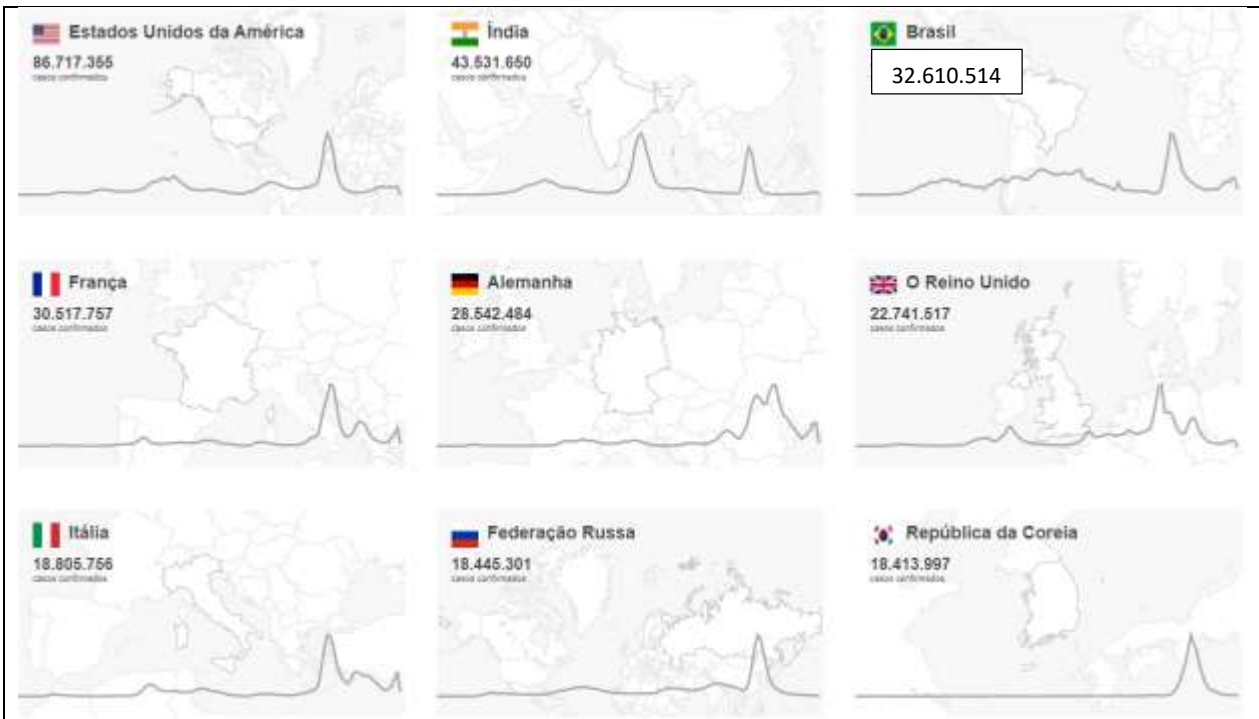 Estados Unidos da América
86.717.355
casos confirmados
Índia
43.531.650
casos confirmados
Brasil
32.610.514
França
30.517.757
casos confirmados
Alemanha
28.542.484
casos confirmados
O Reino Unido
22.741.517
casos confirmados
Itália
18.805.756
casos confirmados
Federação Russa
18.445.301
casos confirmados
República da Coreia
18.413.997
casos confirmados